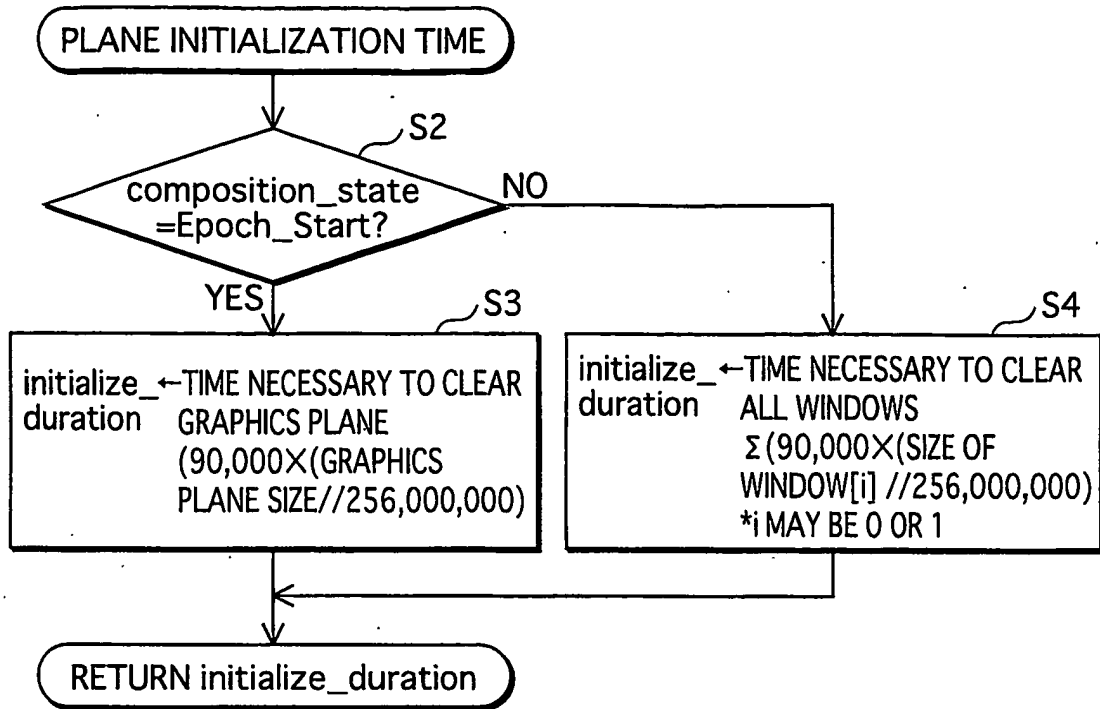 PLANE INITIALIZATION TIME
S2
composition_state
=Epoch_Start?
NO
YES
S3
initialize_←TIME NECESSARY TO CLEAR
duration GRAPHICS PLANE
(90,000×(GRAPHICS
PLANE SIZE//256,000,000)
S4
initialize_←TIME NECESSARY TO CLEAR
duration ALL WINDOWS
Σ(90,000×(SIZE OF
WINDOW[i] //256,000,000)
*i MAY BE 0 OR 1
RETURN initialize_duration